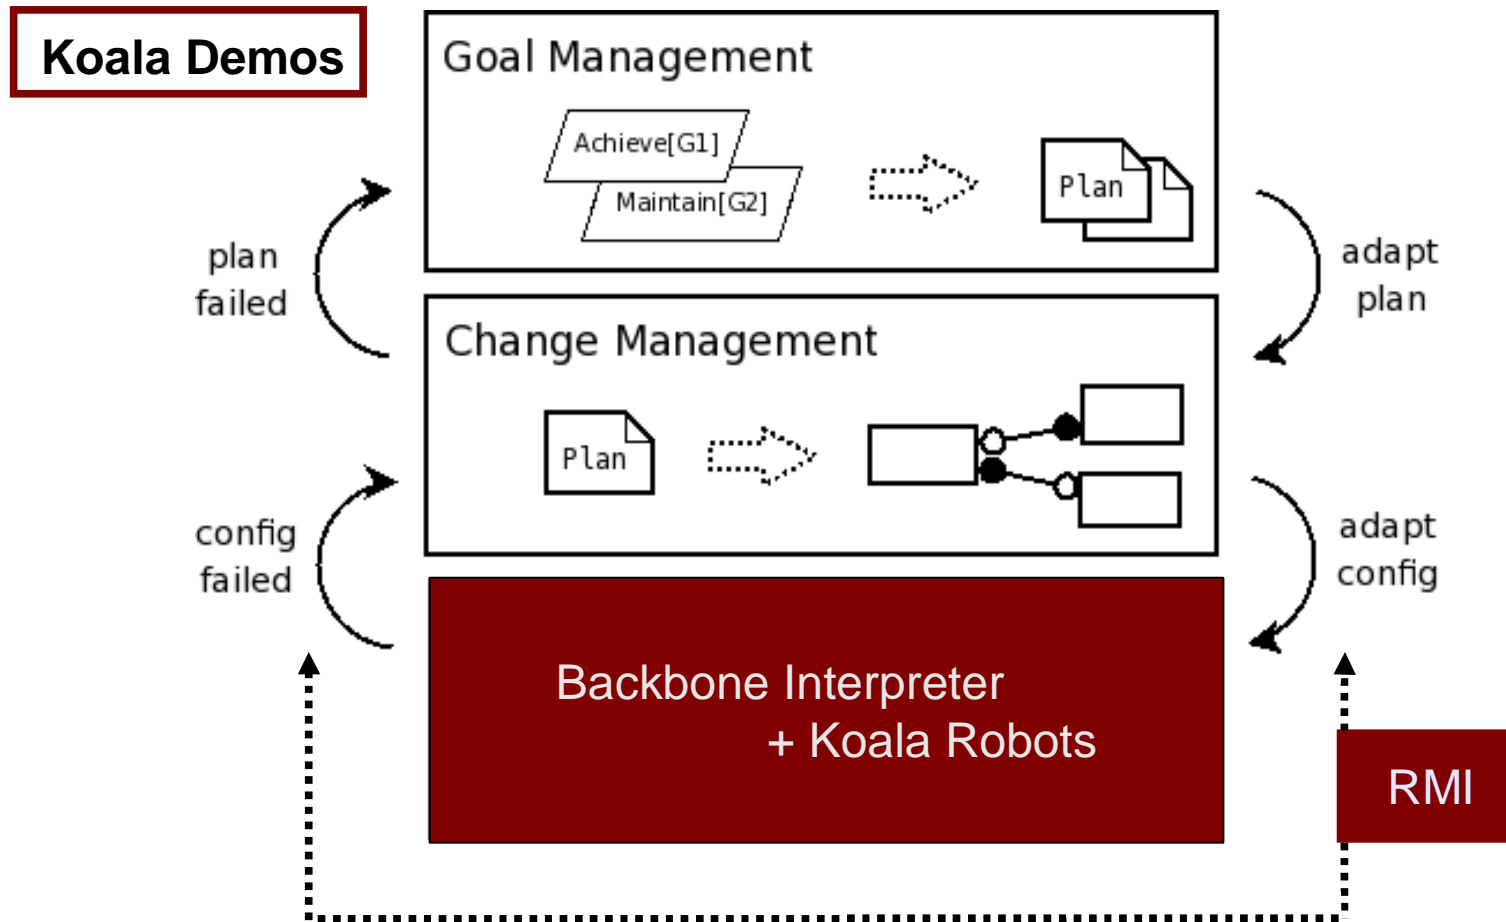 Koala Demos
Goal Management
Achieve[G1]
Maintain[G2]
Plan
plan
failed
adapt
plan
Change Management
Plan
config
failed
adapt
config
Backbone Interpreter
+ Koala Robots
RMI